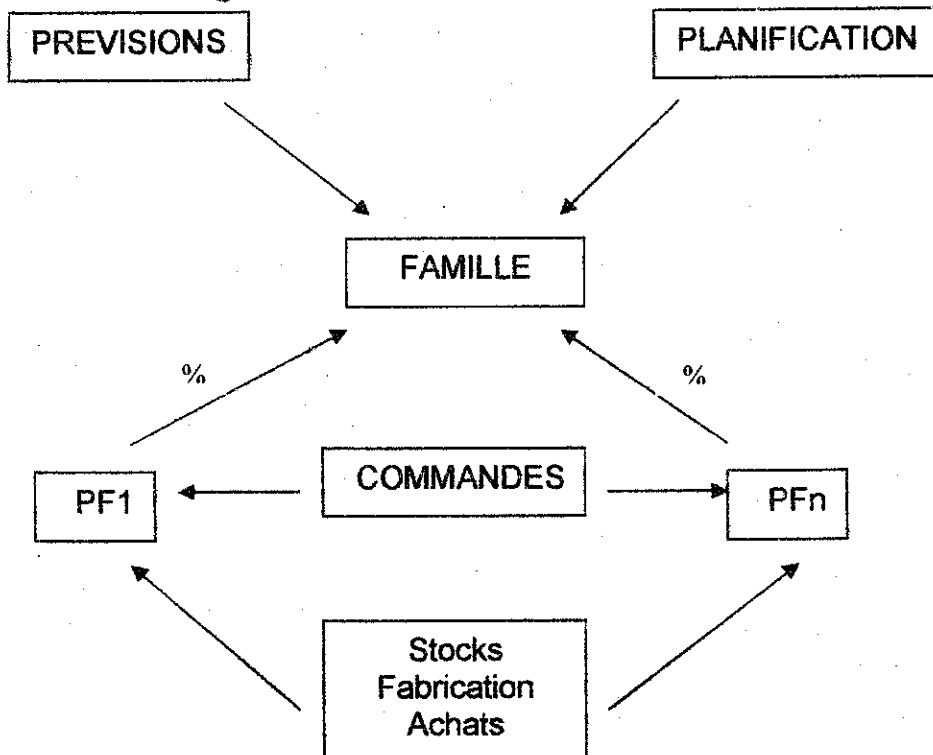 PREVISIONS
PLANIFICATION
FAMILLE
%
%
PF1
COMMANDES
PFn
Stocks
Fabrication
Achats